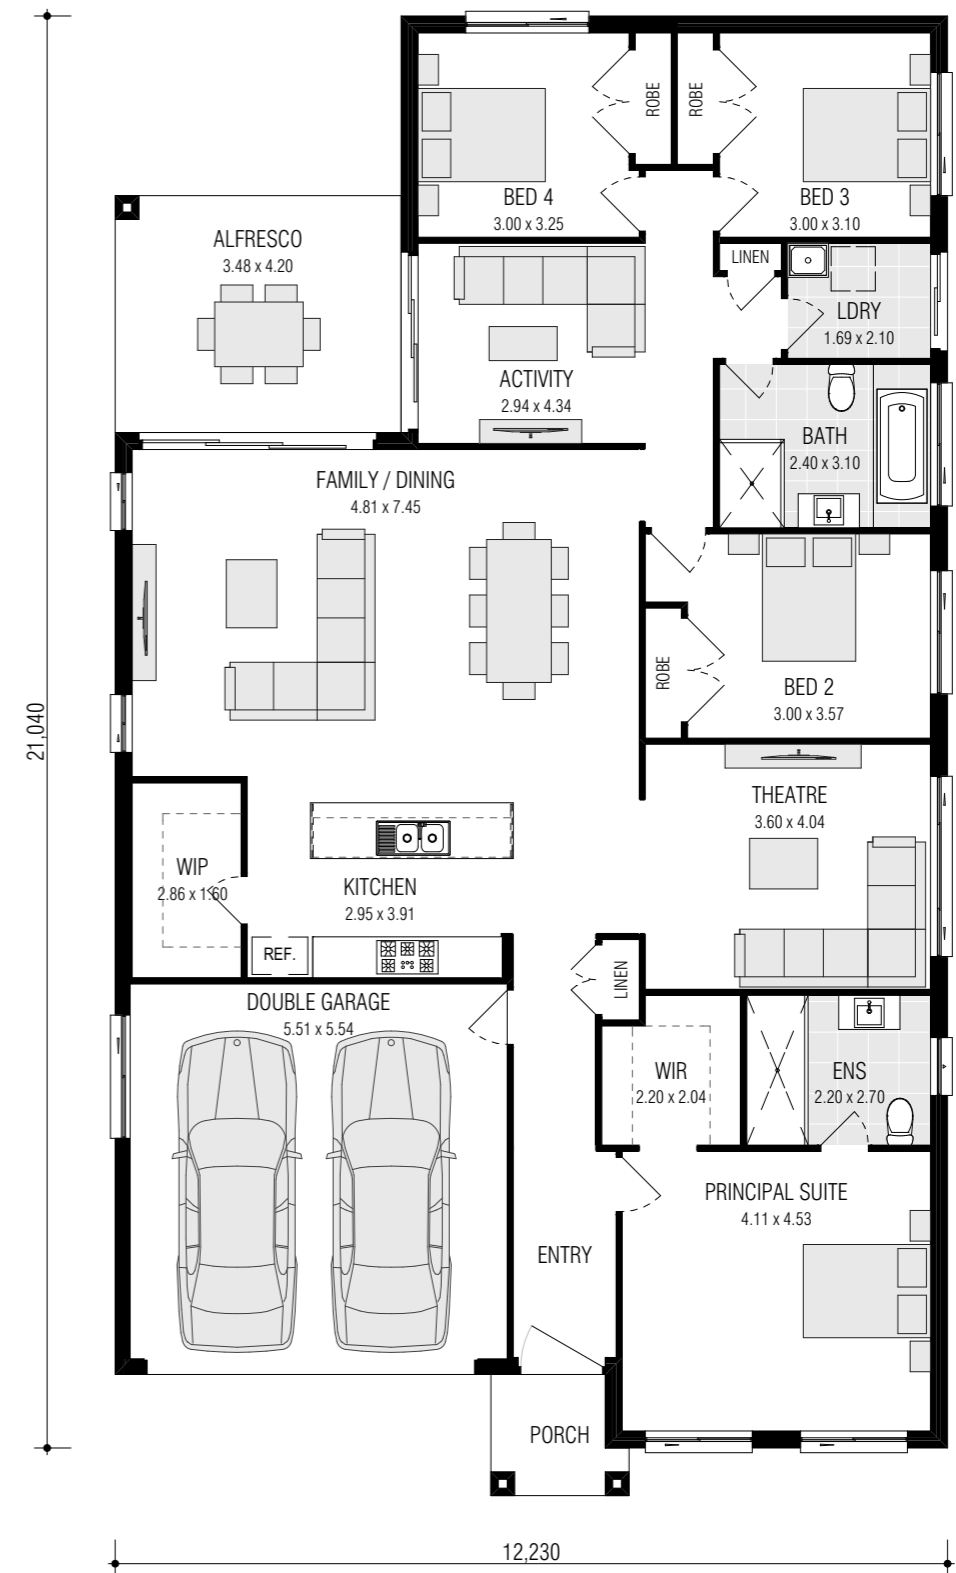 ROBE
ROBE
BED 4
3.00 x 3.25
BED 3
3.00 x 3.10
ALFRESCO
3.48 x 4.20
LINEN
LDRY
1.69 x 2.10
ACTIVITY
2.94 x 4.34
BATH
2.40 x 3.10
FAMILY / DINING
4.81 x 7.45
ROBE
BED 2
3.00 x 3.57
21,040
THEATRE
3.60 x 4.04
WIP
2.86 x 1.60
KITCHEN
2.95 x 3.91
REF.
LINEN
DOUBLE GARAGE
5.51 x 5.54
WIR
2.20 x 2.04
ENS
2.20 x 2.70
PRINCIPAL SUITE
4.11 x 4.53
ENTRY
PORCH
12,230